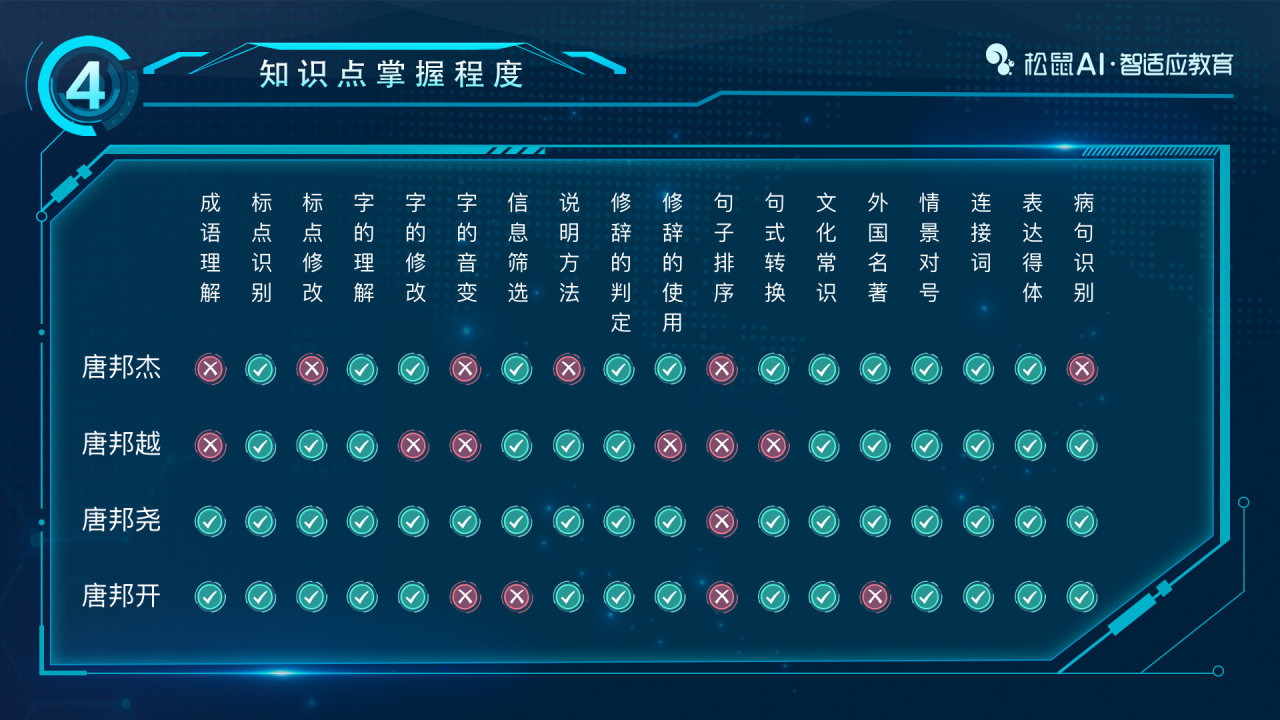 4
知识点掌握程度
松鼠AI·智适应教育
成语理解
标点识别
标点修改
字的理解
字的修改
字的音变
信息筛选
说明方法
修辞的判定
修辞的使用
句子排序
句式转换
文化常识
外国名著
情景对号
连接词
表达得体
病句识别
唐邦杰
唐邦越
唐邦尧
唐邦开